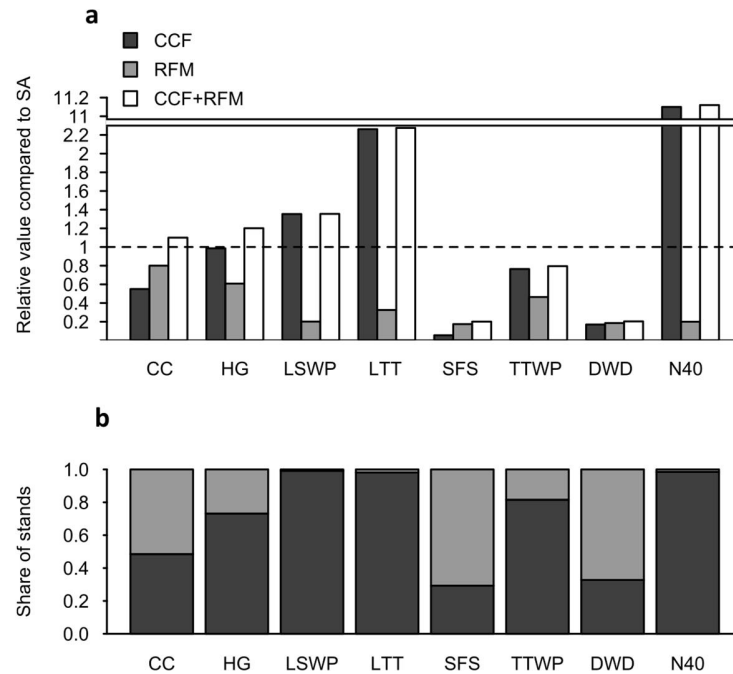 a
CCF
RFM
CCF+RFM
Relative value compared to SA
11.2
11
2.2
2
1.8
1.6
1.4
1.2
1
0.8
0.6
0.4
0.2
CC HG LSWP LTT SFS TTWP DWD N40
b
Share of stands
1.0
0.8
0.6
0.4
0.2
0.0
CC HG LSWP LTT SFS TTWP DWD N40